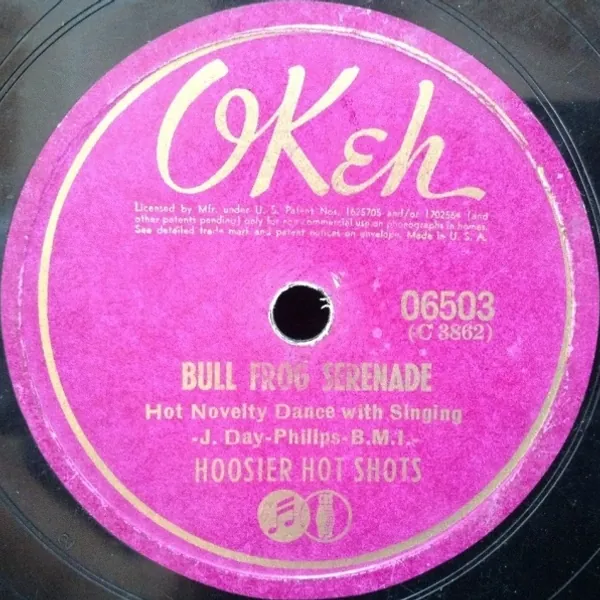 OKeh
Licensed by Mfr. under U. S. Patent Nos. 1625705 and/or 1702564 (and
other patents pending) only for non-commercial use on phonographs in homes.
See detailed trade mark and patent notices on envelope. Made in U. S. A.
06503
(C 3862)
BULL FROG SERENADE
Hot Novelty Dance with Singing
-J. Day-Philips-B.M.I.-
HOOSIER HOT SHOTS